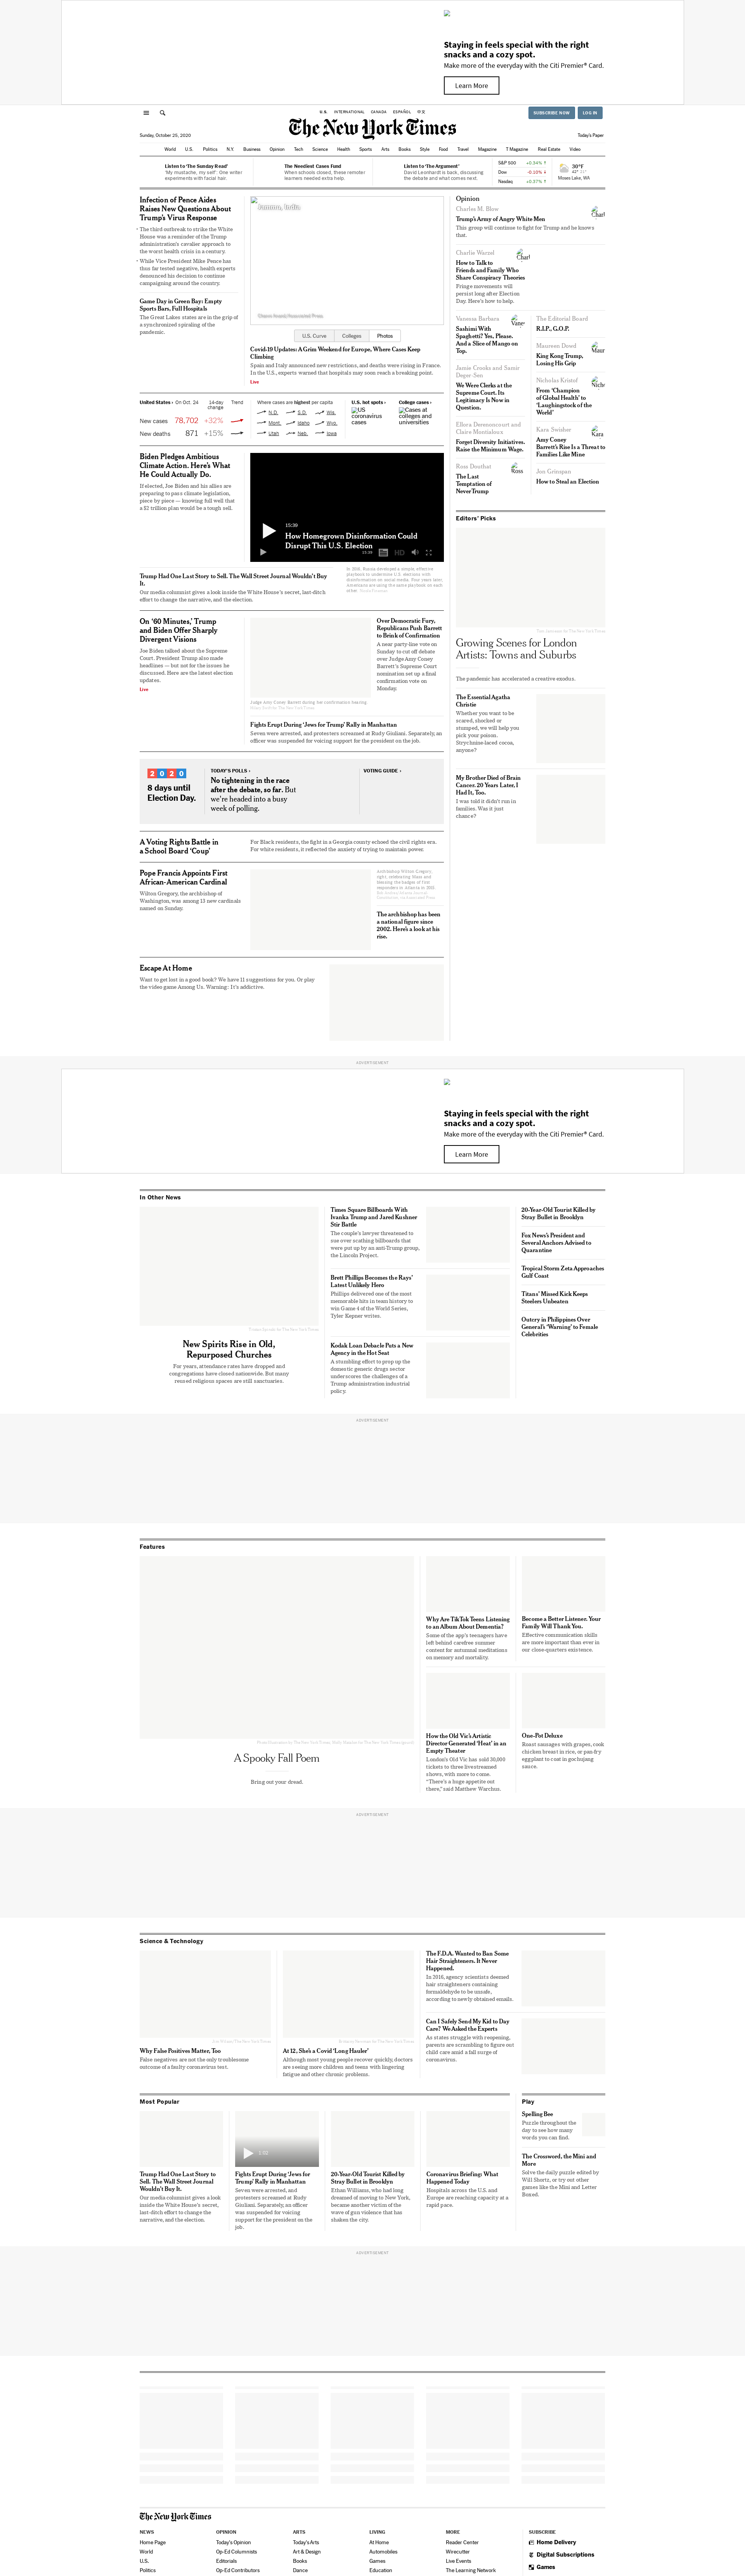 Staying in feels special with the right
snacks and a cozy spot.
Make more of the everyday with the Citi Premier® Card.
Learn More
U.S. INTERNATIONAL CANADA ESPAÑOL 中文
SUBSCRIBE NOW LOG IN
The New York Times
Sunday, October 25, 2020
Today's Paper
World U.S. Politics N.Y. Business Opinion Tech Science Health Sports Arts Books Style Food Travel Magazine T Magazine Real Estate Video
Listen to 'The Sunday Read'
'My mustache, my self': One writer
experiments with facial hair.
The Neediest Cases Fund
When schools closed, these remote
learners needed extra help.
Listen to 'The Argument'
David Leonhardt is back, discussing
the debate and what comes next.
S&P 500 +0.34% ↑
Dow -0.10% ↓
Nasdaq +0.37% ↑
30°F
Moses Lake, WA
Infection of Pence Aides
Raises New Questions About
Trump's Virus Response
• The third outbreak to strike the White
House was a reminder of the Trump
administration's cavalier approach to
the worst health crisis in a century.
• While Vice President Mike Pence has
thus far tested negative, health experts
denounced his decision to continue
campaigning around the country.
Game Day in Green Bay: Empty
Sports Bars, Full Hospitals
The Great Lakes states are in the grip of
a synchronized spiraling of the
pandemic.
Jammu, India
Channi Anand/Associated Press
U.S. Curve Colleges Photos
Covid-19 Updates: A Grim Weekend for Europe, Where Cases Keep
Climbing
Spain and Italy announced new restrictions, and deaths were rising in France.
In the U.S., experts warned that hospitals may soon reach a breaking point.
Live
United States › On Oct. 24 14-day
change Trend
New cases 78,702 +32%
New deaths 871 +15%
Where cases are highest per capita
N.D. S.D. Wis.
Mont. Idaho Wyo.
Utah Neb. Iowa
U.S. hot spots ›
US
coronavirus
cases
College cases ›
Cases at
colleges and
universities
Biden Pledges Ambitious
Climate Action. Here's What
He Could Actually Do.
If elected, Joe Biden and his allies are
preparing to pass climate legislation,
piece by piece — knowing full well that
a $2 trillion plan would be a tough sell.
15:39
How Homegrown Disinformation Could
Disrupt This U.S. Election
15:39 HD
Trump Had One Last Story to Sell. The Wall Street Journal Wouldn't Buy
It.
Our media columnist gives a look inside the White House's secret, last-ditch
effort to change the narrative, and the election.
In 2016, Russia developed a simple, effective
playbook to undermine U.S. elections with
disinformation on social media. Four years later,
Americans are using the same playbook on each
other.
On '60 Minutes,' Trump
and Biden Offer Sharply
Divergent Visions
Joe Biden talked about the Supreme
Court. President Trump also made
headlines — but not for the issues he
discussed. Here are the latest election
updates.
Live
Judge Amy Coney Barrett during her confirmation hearing.
Over Democratic Fury,
Republicans Push Barrett
to Brink of Confirmation
A near party-line vote on
Sunday to cut off debate
over Judge Amy Coney
Barrett's Supreme Court
nomination set up a final
confirmation vote on
Monday.
Fights Erupt During 'Jews for Trump' Rally in Manhattan
Seven were arrested, and protesters screamed at Rudy Giuliani. Separately, an
officer was suspended for voicing support for the president on the job.
2020
8 days until
Election Day.
TODAY'S POLLS ›
No tightening in the race
after the debate, so far. But
we're headed into a busy
week of polling.
VOTING GUIDE ›
A Voting Rights Battle in
a School Board 'Coup'
For Black residents, the fight in a Georgia county echoed the civil rights era.
For white residents, it reflected the anxiety of trying to maintain power.
Pope Francis Appoints First
African-American Cardinal
Wilton Gregory, the archbishop of
Washington, was among 13 new cardinals
named on Sunday.
Archbishop Wilton Gregory,
right, celebrating Mass and
blessing the badges of first
responders in Atlanta in 2015.
The archbishop has been
a national figure since
2002. Here's a look at his
rise.
Escape At Home
Want to get lost in a good book? We have 11 suggestions for you. Or play
the video game Among Us. Warning: It's addictive.
Opinion
Charles M. Blow
Trump's Army of Angry White Men
This group will continue to fight for Trump and he knows
that.
Charlie Warzel
How to Talk to
Friends and Family Who
Share Conspiracy Theories
Fringe movements will
persist long after Election
Day. Here's how to help.
Vanessa Barbara
Sashimi With
Spaghetti? Yes, Please.
And a Slice of Mango on
Top.
Jamie Crooks and Samir
Deger-Sen
We Were Clerks at the
Supreme Court. Its
Legitimacy Is Now in
Question.
Ellora Derenoncourt and
Claire Montialoux
Forget Diversity Initiatives.
Raise the Minimum Wage.
Ross Douthat
The Last
Temptation of
NeverTrump
The Editorial Board
R.I.P., G.O.P.
Maureen Dowd
King Kong Trump,
Losing His Grip
Nicholas Kristof
From 'Champion
of Global Health' to
'Laughingstock of the
World'
Kara Swisher
Amy Coney
Barrett's Rise Is a Threat to
Families Like Mine
Jon Grinspan
How to Steal an Election
Editors' Picks
Growing Scenes for London
Artists: Towns and Suburbs
The pandemic has accelerated a creative exodus.
The Essential Agatha
Christie
Whether you want to be
scared, shocked or
stumped, we will help you
pick your poison.
Strychnine-laced cocoa,
anyone?
My Brother Died of Brain
Cancer. 20 Years Later, I
Had It, Too.
I was told it didn't run in
families. Was it just
chance?
ADVERTISEMENT
Staying in feels special with the right
snacks and a cozy spot.
Make more of the everyday with the Citi Premier® Card.
Learn More
In Other News
New Spirits Rise in Old,
Repurposed Churches
For years, attendance rates have dropped and
congregations have closed nationwide. But many
reused religious spaces are still sanctuaries.
Times Square Billboards With
Ivanka Trump and Jared Kushner
Stir Battle
The couple's lawyer threatened to
sue over scathing billboards that
were put up by an anti-Trump group,
the Lincoln Project.
Brett Phillips Becomes the Rays'
Latest Unlikely Hero
Phillips delivered one of the most
memorable hits in team history to
win Game 4 of the World Series,
Tyler Kepner writes.
Kodak Loan Debacle Puts a New
Agency in the Hot Seat
A stumbling effort to prop up the
domestic generic drugs sector
underscores the challenges of a
Trump administration industrial
policy.
20-Year-Old Tourist Killed by
Stray Bullet in Brooklyn
Fox News's President and
Several Anchors Advised to
Quarantine
Tropical Storm Zeta Approaches
Gulf Coast
Titans' Missed Kick Keeps
Steelers Unbeaten
Outcry in Philippines Over
General's 'Warning' to Female
Celebrities
ADVERTISEMENT
Features
A Spooky Fall Poem
Bring out your dread.
Why Are TikTok Teens Listening
to an Album About Dementia?
Some of the app's teenagers have
left behind carefree summer
content for autumnal meditations
on memory and mortality.
Become a Better Listener. Your
Family Will Thank You.
Effective communication skills
are more important than ever in
our close-quarters existence.
How the Old Vic's Artistic
Director Generated 'Heat' in an
Empty Theater
London's Old Vic has sold 30,000
tickets to three livestreamed
shows, with more to come.
"There's a huge appetite out
there," said Matthew Warchus.
One-Pot Deluxe
Roast sausages with grapes, cook
chicken breast in rice, or pan-fry
eggplant to coat in gochujang
sauce.
ADVERTISEMENT
Science & Technology
Why False Positives Matter, Too
False negatives are not the only troublesome
outcome of a faulty coronavirus test.
At 12, She's a Covid 'Long Hauler'
Although most young people recover quickly, doctors
are seeing more children and teens with lingering
fatigue and other chronic problems.
The F.D.A. Wanted to Ban Some
Hair Straighteners. It Never
Happened.
In 2016, agency scientists deemed
hair straighteners containing
formaldehyde to be unsafe,
according to newly obtained emails.
Can I Safely Send My Kid to Day
Care? We Asked the Experts
As states struggle with reopening,
parents are scrambling to figure out
child care amid a fall surge of
coronavirus.
Most Popular
Trump Had One Last Story to
Sell. The Wall Street Journal
Wouldn't Buy It.
Our media columnist gives a look
inside the White House's secret,
last-ditch effort to change the
narrative, and the election.
1:02
Fights Erupt During 'Jews for
Trump' Rally in Manhattan
Seven were arrested, and
protesters screamed at Rudy
Giuliani. Separately, an officer
was suspended for voicing
support for the president on the
job.
20-Year-Old Tourist Killed by
Stray Bullet in Brooklyn
Ethan Williams, who had long
dreamed of moving to New York,
became another victim of the
wave of gun violence that has
shaken the city.
Coronavirus Briefing: What
Happened Today
Hospitals across the U.S. and
Europe are reaching capacity at a
rapid pace.
Play
Spelling Bee
Puzzle throughout the
day to see how many
words you can find.
The Crossword, the Mini and
More
Solve the daily puzzle edited by
Will Shortz, or try out other
games like the Mini and Letter
Boxed.
ADVERTISEMENT
The New York Times
NEWS
Home Page
World
U.S.
Politics
OPINION
Today's Opinion
Op-Ed Columnists
Editorials
Op-Ed Contributors
ARTS
Today's Arts
Art & Design
Books
Dance
LIVING
At Home
Automobiles
Games
Education
MORE
Reader Center
Wirecutter
Live Events
The Learning Network
SUBSCRIBE
Home Delivery
Digital Subscriptions
Games